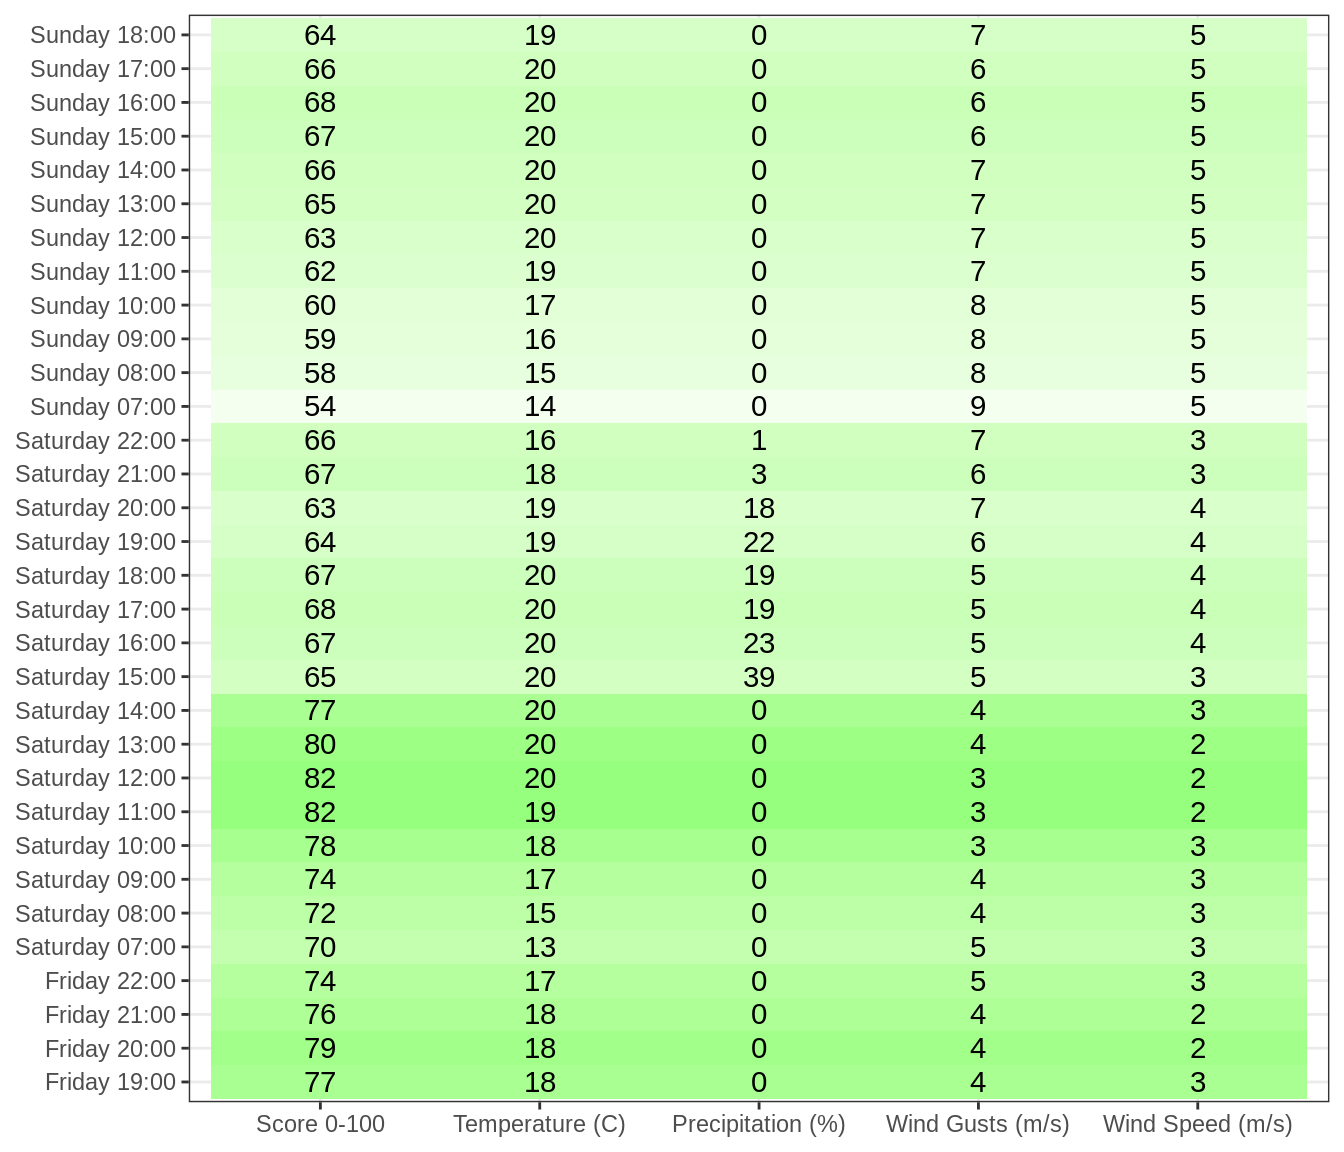 Sunday 18:00 64 19 0 7 5
Sunday 17:00 66 20 0 6 5
Sunday 16:00 68 20 0 6 5
Sunday 15:00 67 20 0 6 5
Sunday 14:00 66 20 0 7 5
Sunday 13:00 65 20 0 7 5
Sunday 12:00 63 20 0 7 5
Sunday 11:00 62 19 0 7 5
Sunday 10:00 60 17 0 8 5
Sunday 09:00 59 16 0 8 5
Sunday 08:00 58 15 0 8 5
Sunday 07:00 54 14 0 9 5
Saturday 22:00 66 16 1 7 3
Saturday 21:00 67 18 3 6 3
Saturday 20:00 63 19 18 7 4
Saturday 19:00 64 19 22 6 4
Saturday 18:00 67 20 19 5 4
Saturday 17:00 68 20 19 5 4
Saturday 16:00 67 20 23 5 4
Saturday 15:00 65 20 39 5 3
Saturday 14:00 77 20 0 4 3
Saturday 13:00 80 20 0 4 2
Saturday 12:00 82 20 0 3 2
Saturday 11:00 82 19 0 3 2
Saturday 10:00 78 18 0 3 3
Saturday 09:00 74 17 0 4 3
Saturday 08:00 72 15 0 4 3
Saturday 07:00 70 13 0 5 3
Friday 22:00 74 17 0 5 3
Friday 21:00 76 18 0 4 2
Friday 20:00 79 18 0 4 2
Friday 19:00 77 18 0 4 3
Score 0-100 Temperature (C) Precipitation (%) Wind Gusts (m/s) Wind Speed (m/s)